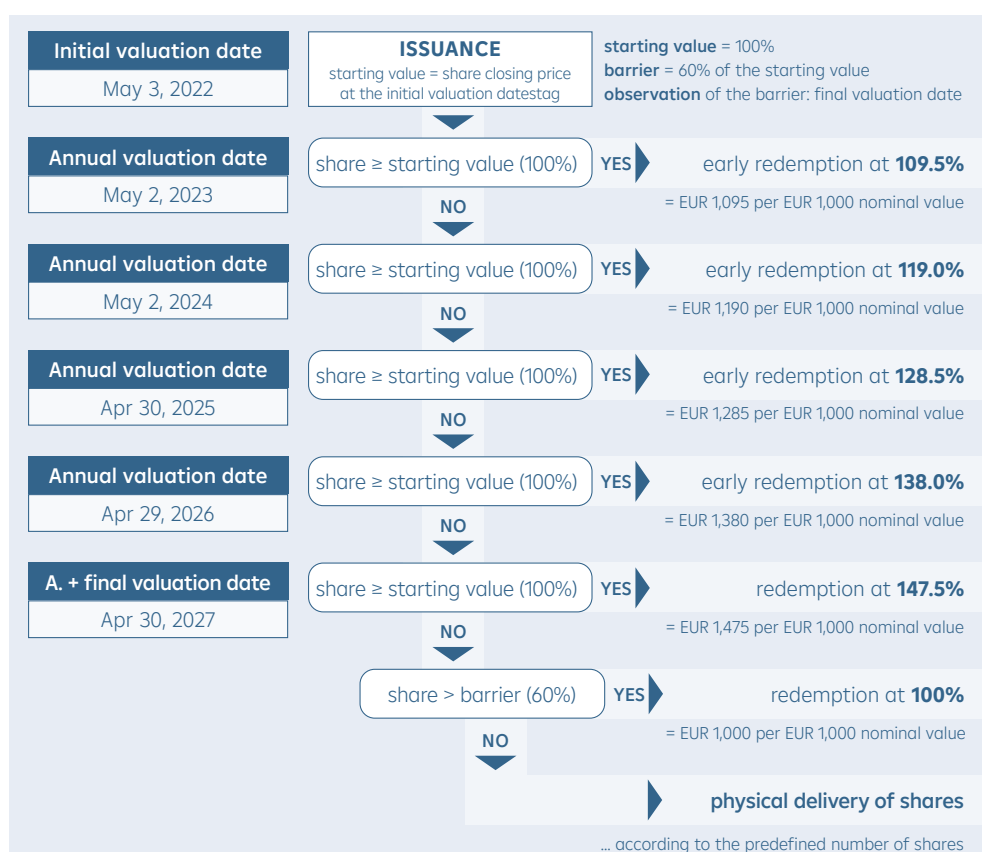 Initial valuation date
May 3, 2022
ISSUANCE
starting value = share closing price
at the initial valuation datestag
starting value = 100%
barrier = 60% of the starting value
observation of the barrier: final valuation date
Annual valuation date
May 2, 2023
share ≥ starting value (100%)
YES
early redemption at 109.5%
= EUR 1,095 per EUR 1,000 nominal value
NO
Annual valuation date
May 2, 2024
share ≥ starting value (100%)
YES
early redemption at 119.0%
= EUR 1,190 per EUR 1,000 nominal value
NO
Annual valuation date
Apr 30, 2025
share ≥ starting value (100%)
YES
early redemption at 128.5%
= EUR 1,285 per EUR 1,000 nominal value
NO
Annual valuation date
Apr 29, 2026
share ≥ starting value (100%)
YES
early redemption at 138.0%
= EUR 1,380 per EUR 1,000 nominal value
NO
A. + final valuation date
Apr 30, 2027
share ≥ starting value (100%)
YES
redemption at 147.5%
= EUR 1,475 per EUR 1,000 nominal value
NO
share > barrier (60%)
YES
redemption at 100%
= EUR 1,000 per EUR 1,000 nominal value
NO
physical delivery of shares
... according to the predefined number of shares